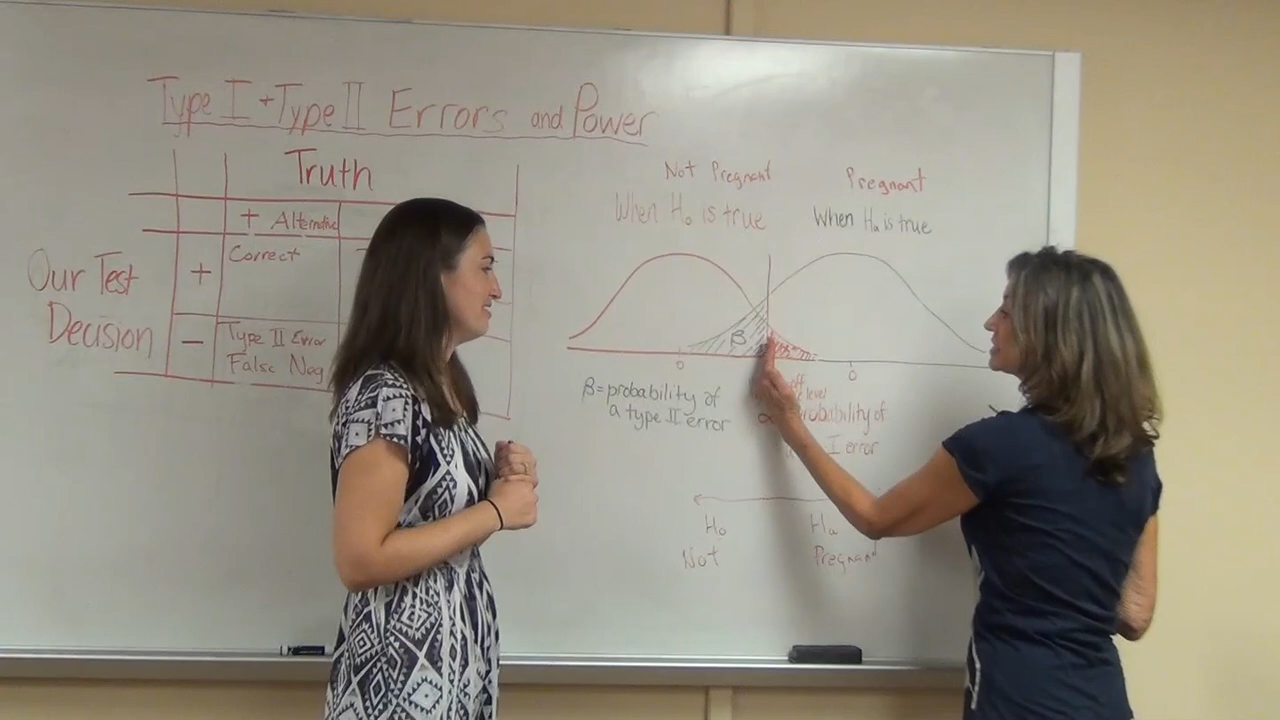 Type I + Type II Errors and Power
Truth
+ Alternative
Our Test
Decision
+
Correct
−
Type II Error
False Neg
Not Pregnant
Pregnant
When H₀ is true
When Hₐ is true
β
0
0
β = probability of
a type II error
off
level
α
probability of
I error
H₀
Hₐ
Not
Pregnant